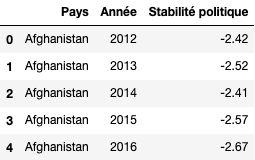 Pays Année Stabilité politique
0 Afghanistan 2012 -2.42
1 Afghanistan 2013 -2.52
2 Afghanistan 2014 -2.41
3 Afghanistan 2015 -2.57
4 Afghanistan 2016 -2.67